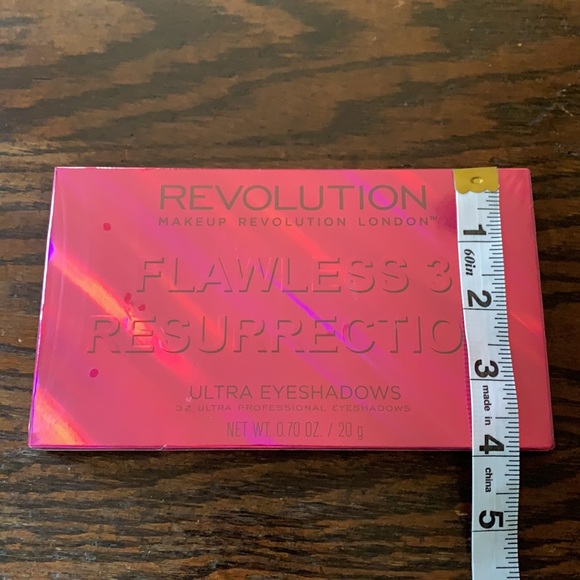 REVOLUTION
MAKEUP REVOLUTION LONDON™
FLAWLESS 3
RESURRECTIO
ULTRA EYESHADOWS
32 ULTRA PROFESSIONAL EYESHADOWS
NET WT. 0.70 OZ. / 20 g
1
60in
2
3
made in
4
china
5